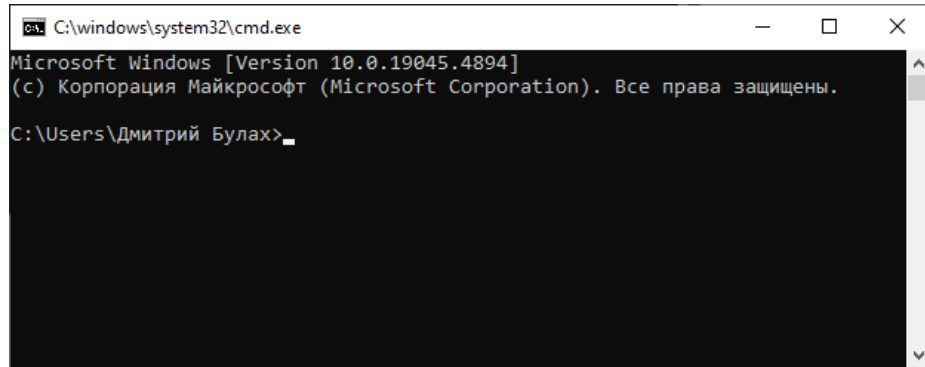 C:\windows\system32\cmd.exe
Microsoft Windows [Version 10.0.19045.4894]
(c) Корпорация Майкрософт (Microsoft Corporation). Все права защищены.
C:\Users\Дмитрий Булах>